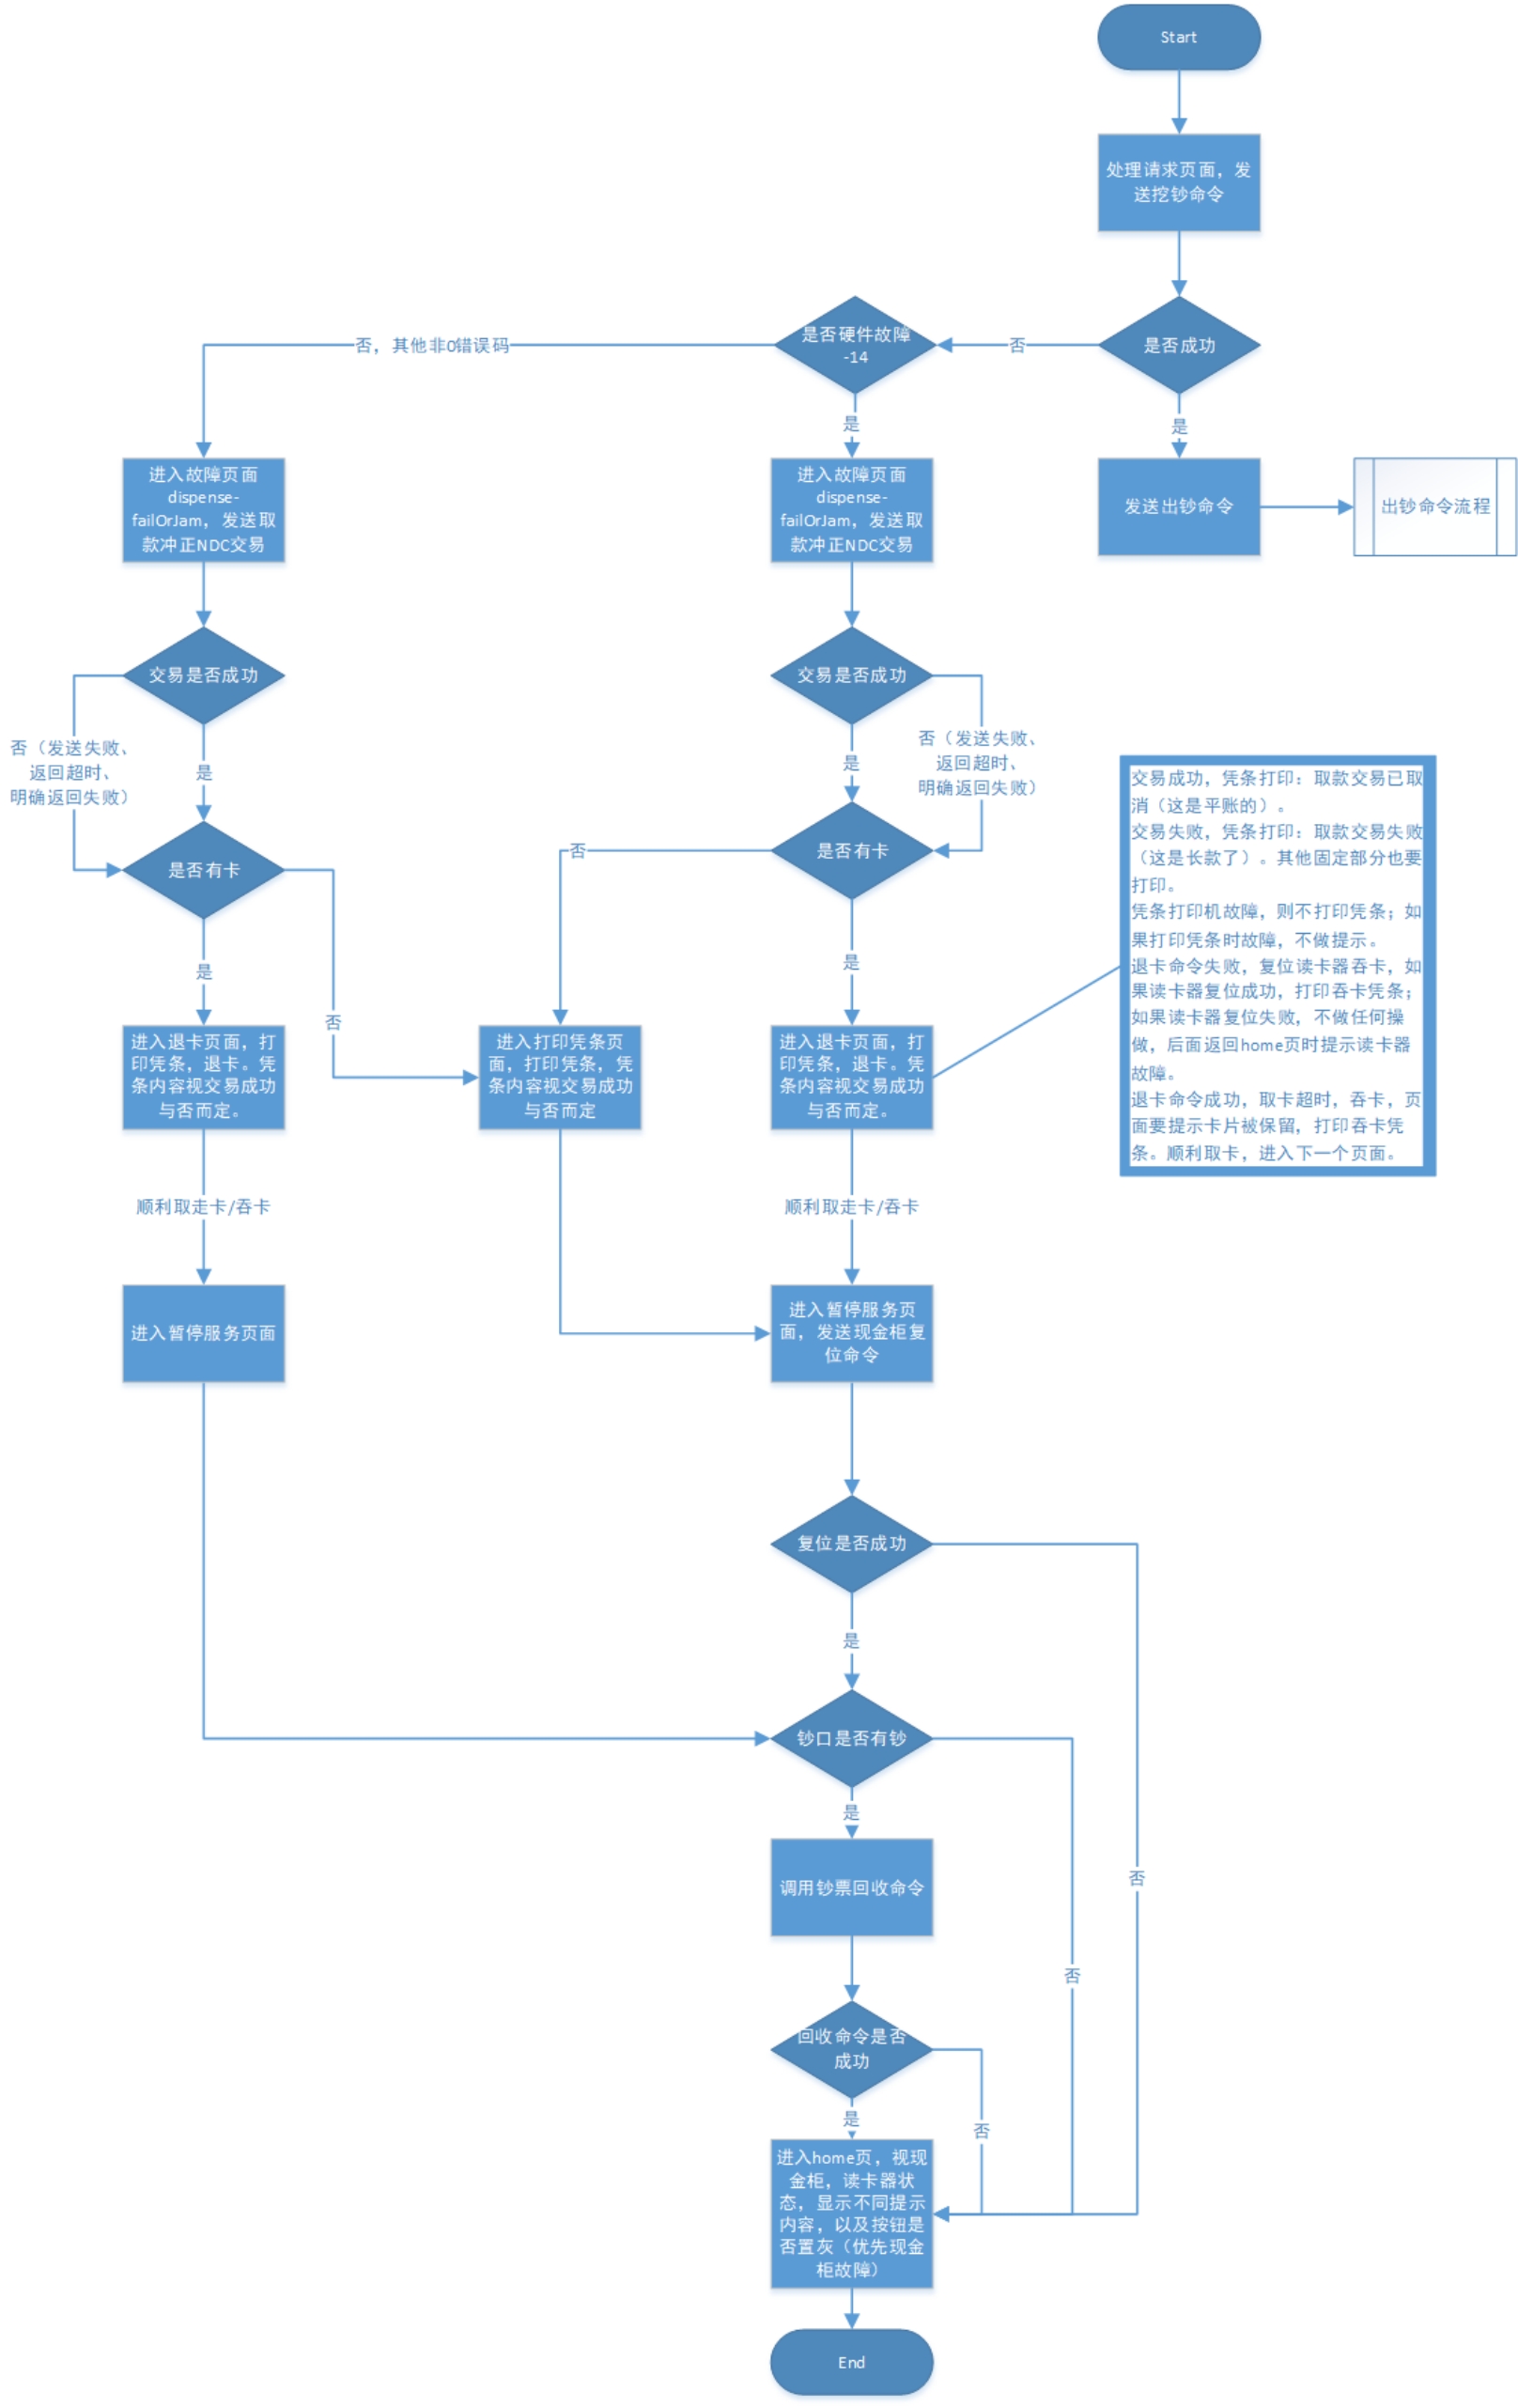 Start
处理请求页面，发
送挖钞命令
是否成功
否
是否硬件故障
-14
否，其他非0错误码
是
是
进入故障页面
dispense-
failOrJam，发送取
款冲正NDC交易
进入故障页面
dispense-
failOrJam，发送取
款冲正NDC交易
发送出钞命令
出钞命令流程
交易是否成功
交易是否成功
否（发送失败、
返回超时、
明确返回失败）
是
是
否（发送失败、
返回超时、
明确返回失败）
是否有卡
否
是否有卡
交易成功，凭条打印：取款交易已取
消（这是平账的）。
交易失败，凭条打印：取款交易失败
（这是长款了）。其他固定部分也要
打印。
凭条打印机故障，则不打印凭条；如
果打印凭条时故障，不做提示。
退卡命令失败，复位读卡器吞卡，如
果读卡器复位成功，打印吞卡凭条；
如果读卡器复位失败，不做任何操
做，后面返回home页时提示读卡器
故障。
退卡命令成功，取卡超时，吞卡，页
面要提示卡片被保留，打印吞卡凭
条。顺利取卡，进入下一个页面。
是
否
是
进入退卡页面，打
印凭条，退卡。凭
条内容视交易成功
与否而定。
进入打印凭条页
面，打印凭条，凭
条内容视交易成功
与否而定
进入退卡页面，打
印凭条，退卡。凭
条内容视交易成功
与否而定。
顺利取走卡/吞卡
顺利取走卡/吞卡
进入暂停服务页面
进入暂停服务页
面，发送现金柜复
位命令
复位是否成功
是
钞口是否有钞
是
调用钞票回收命令
否
否
回收命令是否
成功
是
否
进入home页，视现
金柜，读卡器状
态，显示不同提示
内容，以及按钮是
否置灰（优先现金
柜故障）
End